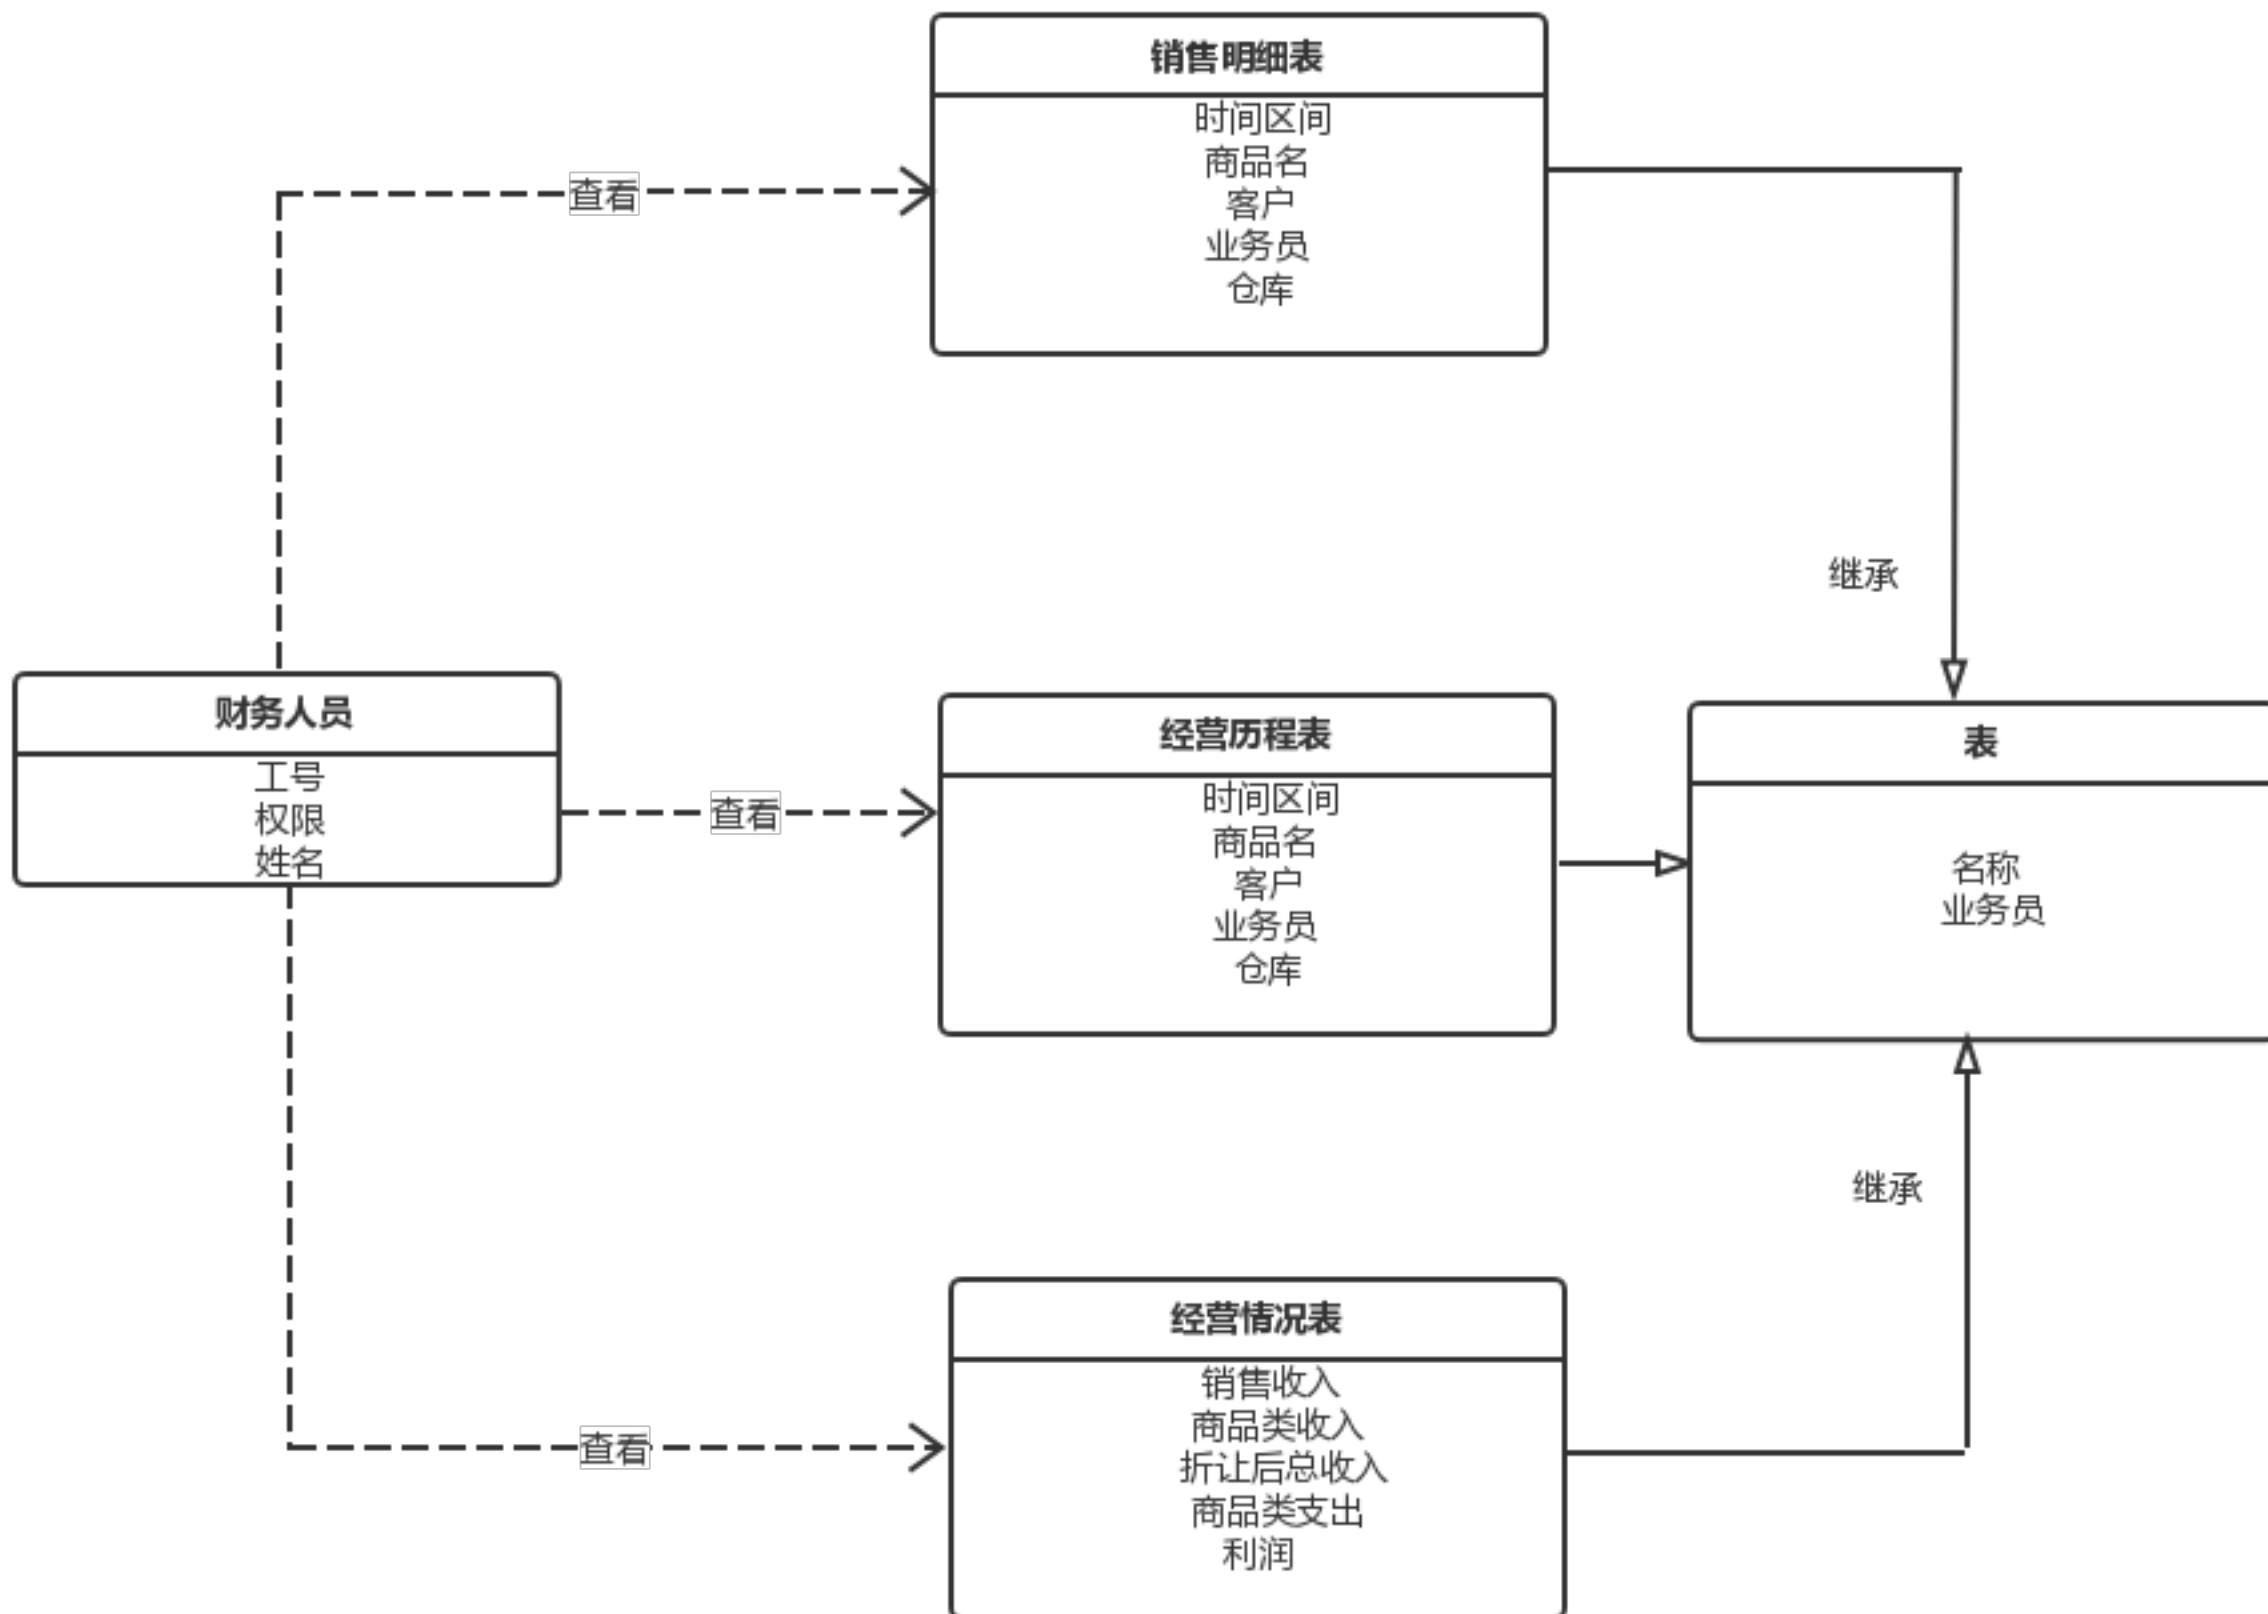 销售明细表
时间区间
商品名
客户
业务员
仓库
查看
继承
财务人员
工号
权限
姓名
查看
经营历程表
时间区间
商品名
客户
业务员
仓库
表
名称
业务员
继承
经营情况表
销售收入
商品类收入
折让后总收入
商品类支出
利润
查看